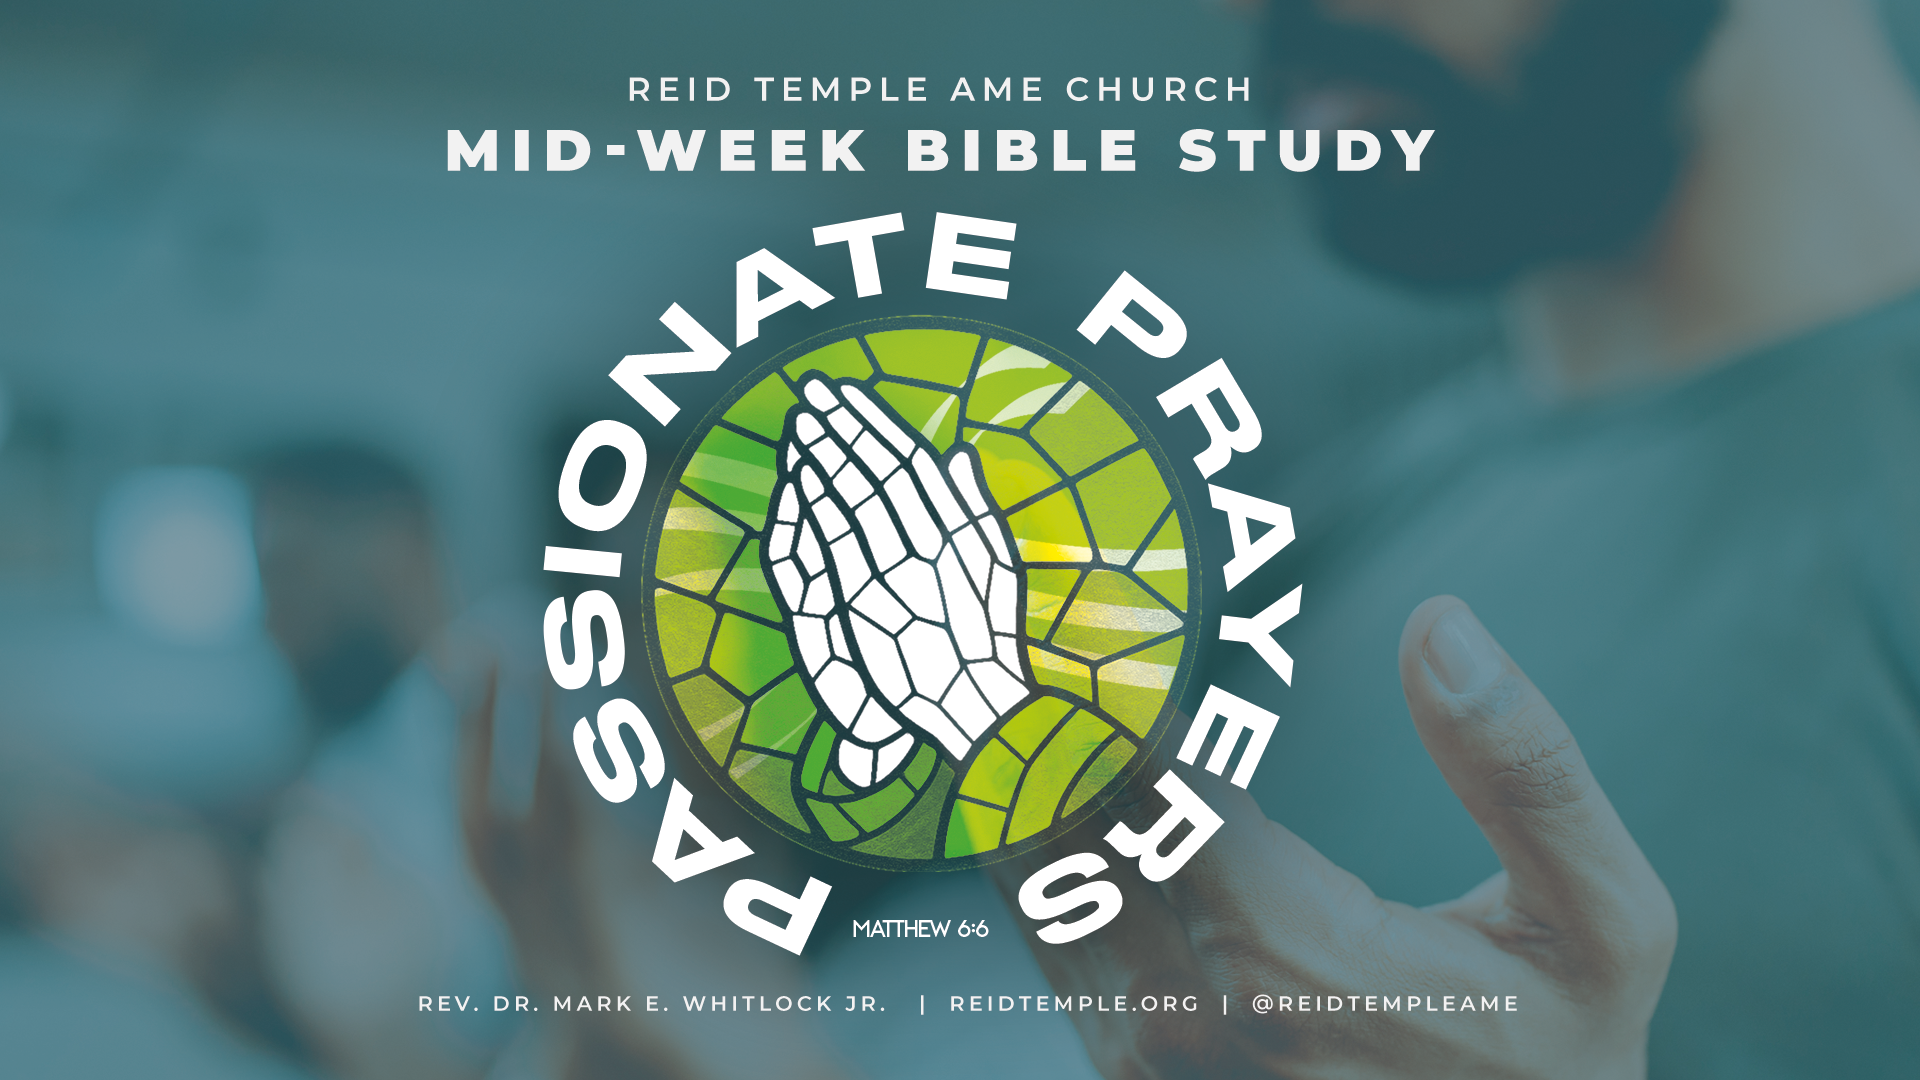 REID TEMPLE AME CHURCH
MID-WEEK BIBLE STUDY
PASSIONATE PRAYERS
MATTHEW 6:6
REV. DR. MARK E. WHITLOCK JR. | REIDTEMPLE.ORG | @REIDTEMPLEAME